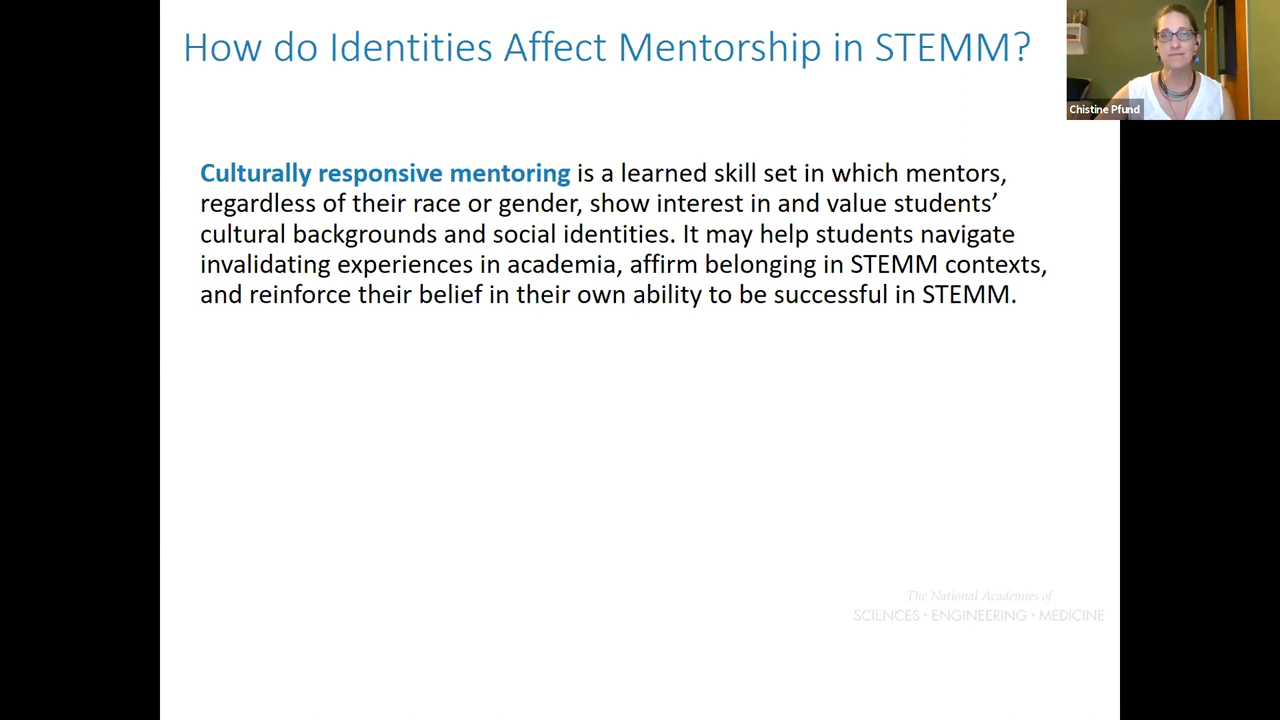 How do Identities Affect Mentorship in STEMM?
Chistine Pfund
Culturally responsive mentoring is a learned skill set in which mentors,
regardless of their race or gender, show interest in and value students’
cultural backgrounds and social identities. It may help students navigate
invalidating experiences in academia, affirm belonging in STEMM contexts,
and reinforce their belief in their own ability to be successful in STEMM.
The National Academies of
SCIENCES • ENGINEERING • MEDICINE